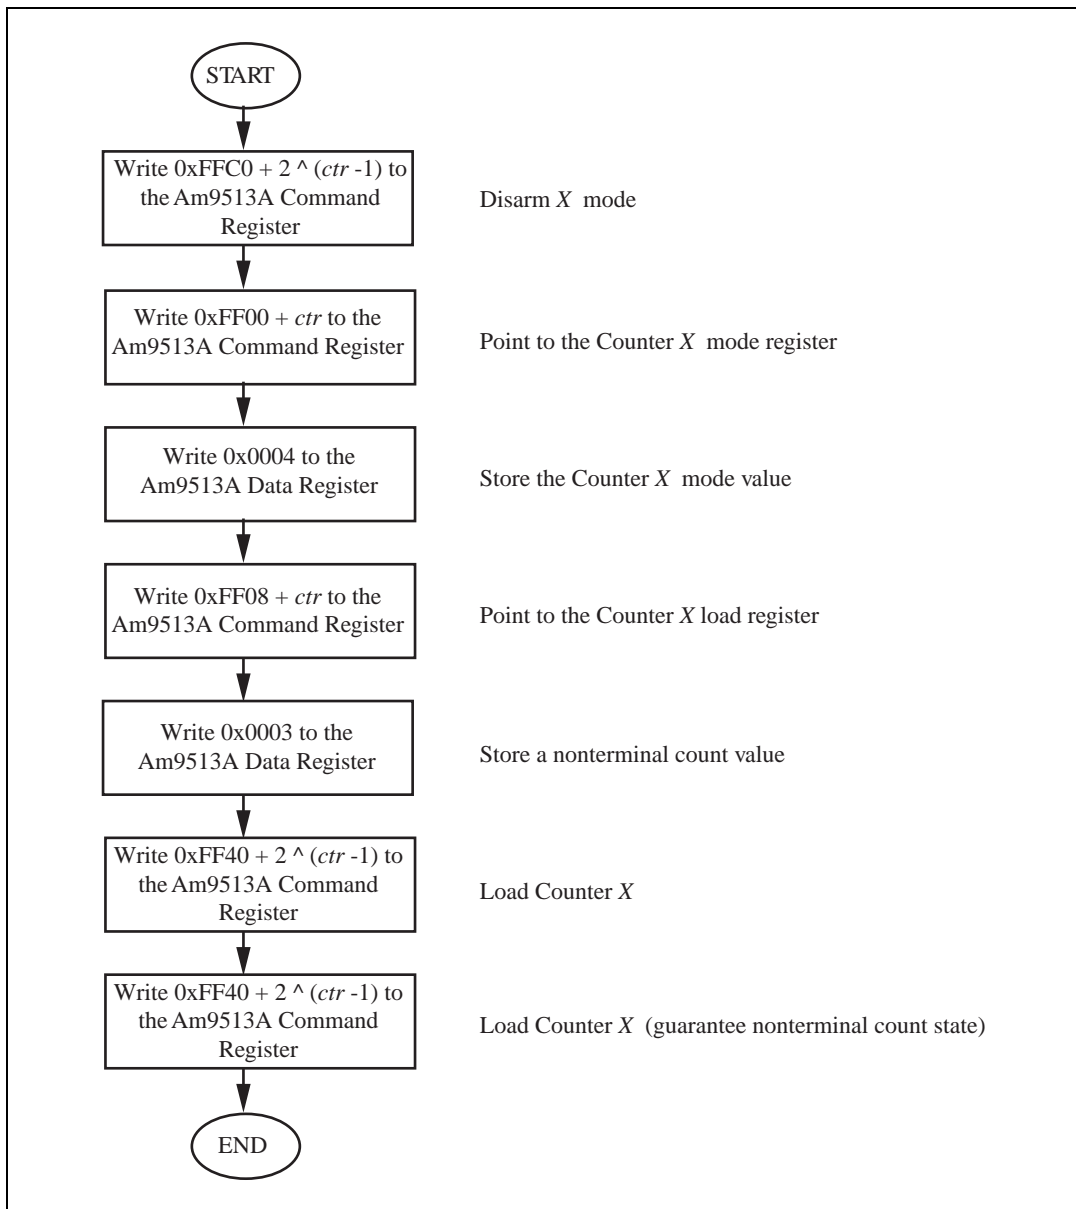 START
Write 0xFFC0 + 2 ^ (ctr -1) to
the Am9513A Command
Register
Disarm X mode
Write 0xFF00 + ctr to the
Am9513A Command Register
Point to the Counter X mode register
Write 0x0004 to the
Am9513A Data Register
Store the Counter X mode value
Write 0xFF08 + ctr to the
Am9513A Command Register
Point to the Counter X load register
Write 0x0003 to the
Am9513A Data Register
Store a nonterminal count value
Write 0xFF40 + 2 ^ (ctr -1) to
the Am9513A Command
Register
Load Counter X
Write 0xFF40 + 2 ^ (ctr -1) to
the Am9513A Command
Register
Load Counter X (guarantee nonterminal count state)
END